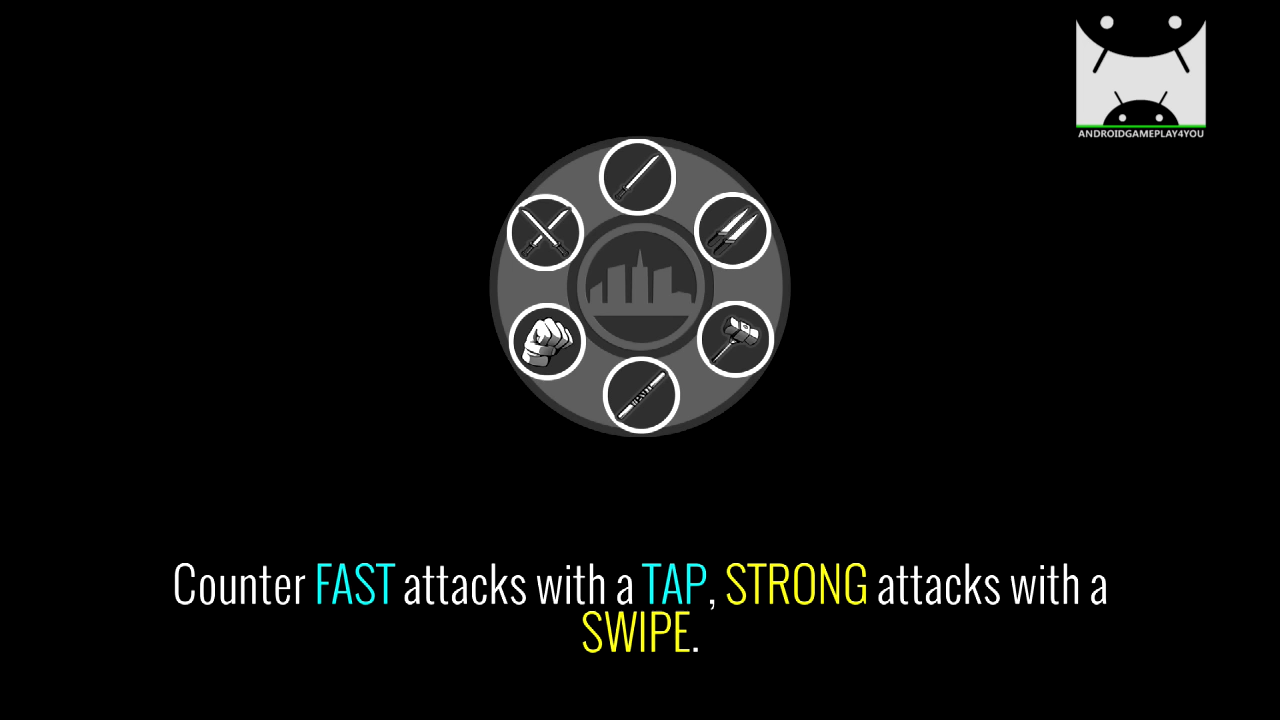 ANDROIDGAMEPLAY4YOU
Counter FAST attacks with a TAP, STRONG attacks with a
SWIPE.